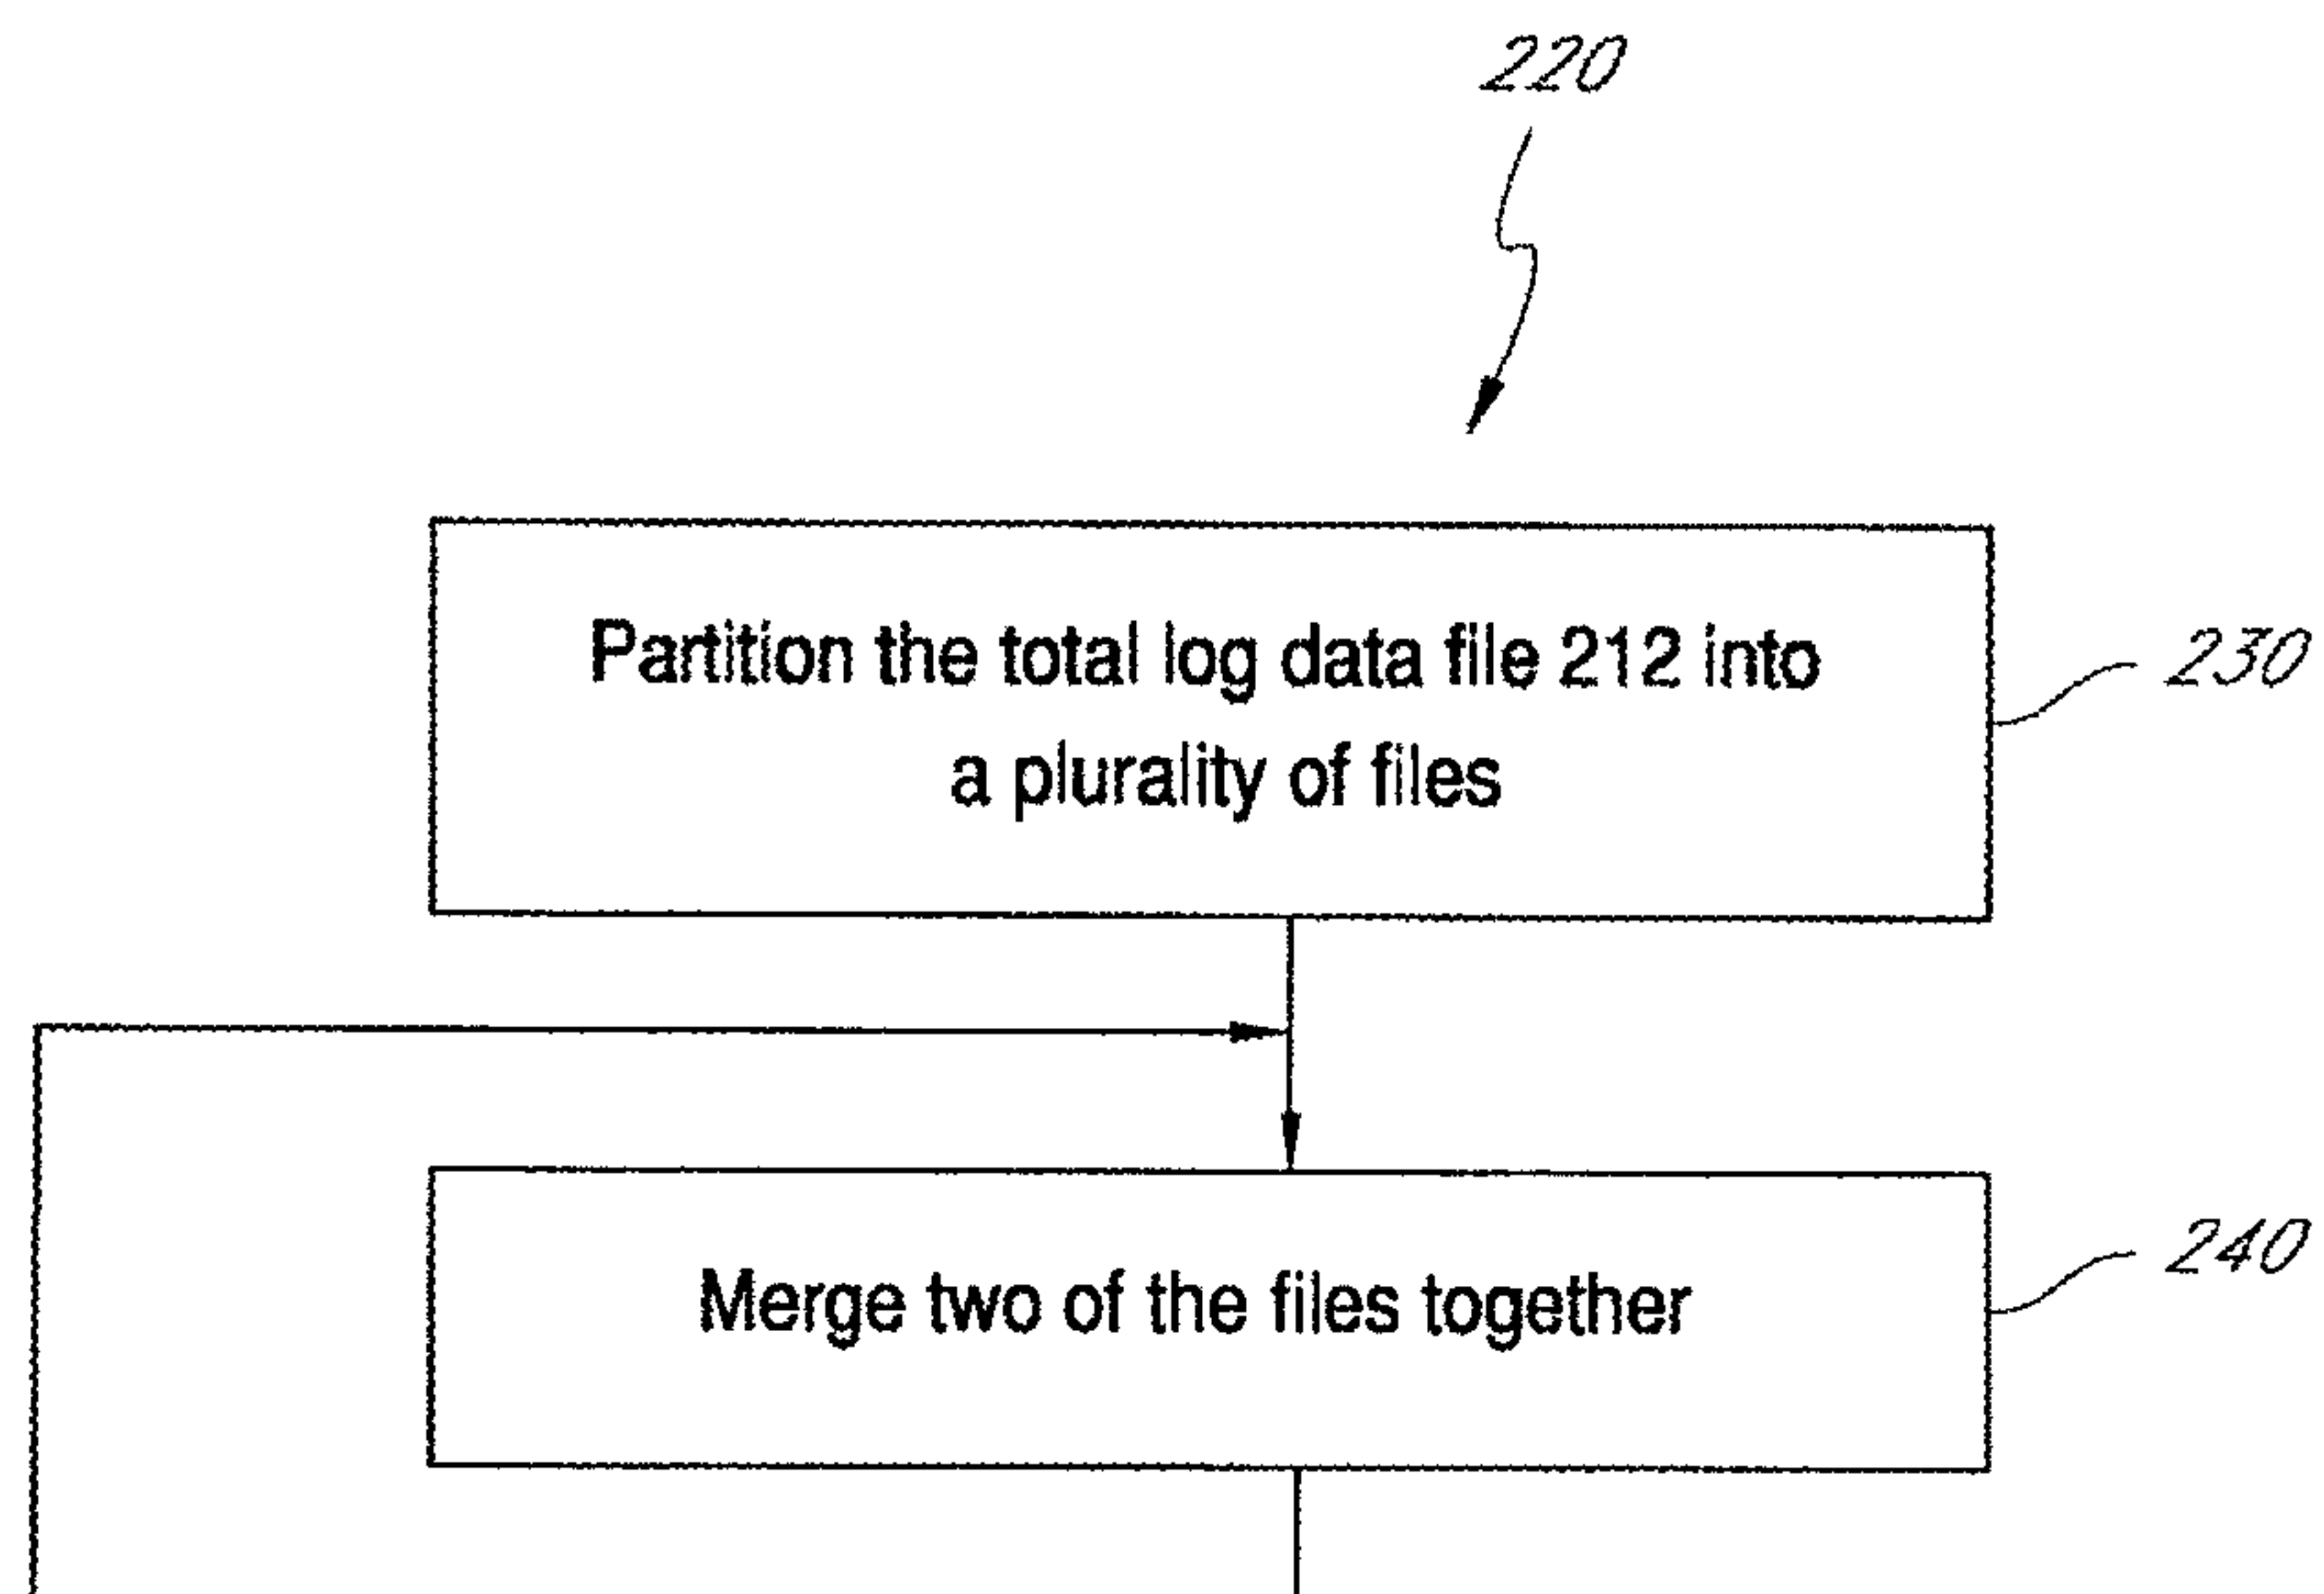 220
Partition the total log data file 212 into
a plurality of files
230
Merge two of the files together
240